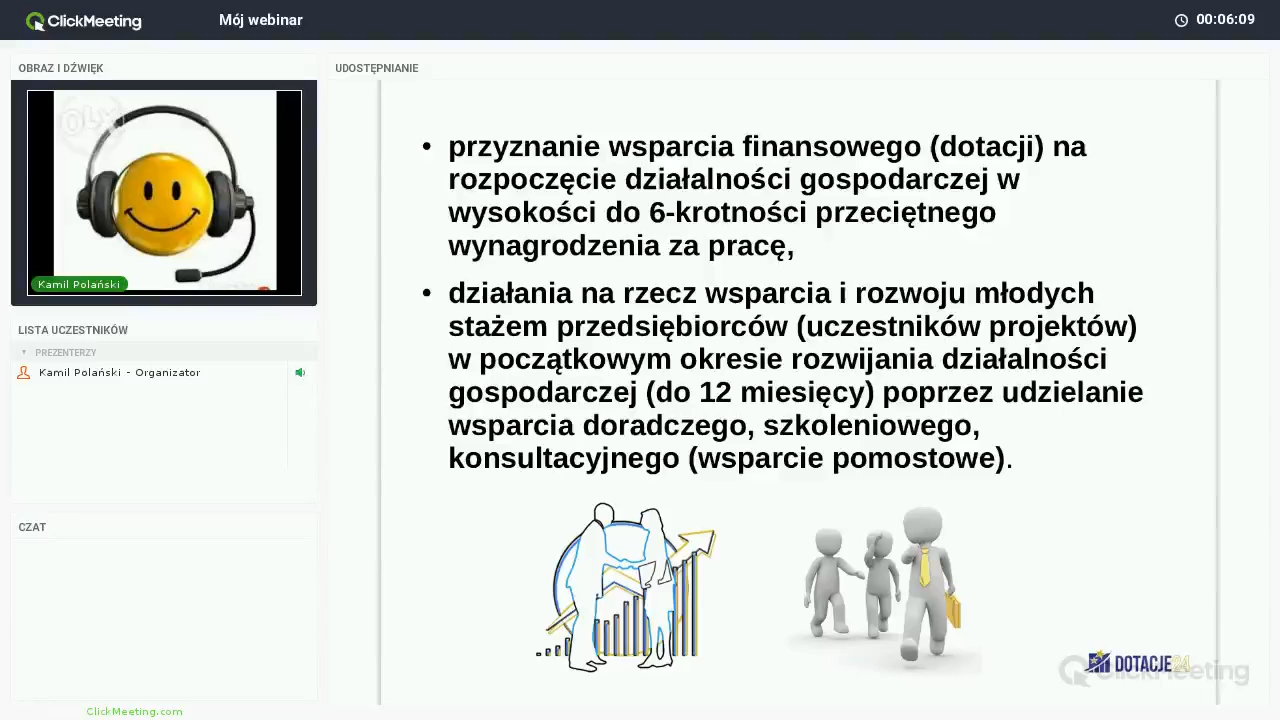 ClickMeeting
Mój webinar
00:06:09
OBRAZ I DŹWIĘK
OLX
Kamil Polański
LISTA UCZESTNIKÓW
PREZENTERZY
Kamil Polański - Organizator
CZAT
ClickMeeting.com
UDOSTĘPNIANIE
• przyznanie wsparcia finansowego (dotacji) na
rozpoczęcie działalności gospodarczej w
wysokości do 6-krotności przeciętnego
wynagrodzenia za pracę,
• działania na rzecz wsparcia i rozwoju młodych
stażem przedsiębiorców (uczestników projektów)
w początkowym okresie rozwijania działalności
gospodarczej (do 12 miesięcy) poprzez udzielanie
wsparcia doradczego, szkoleniowego,
konsultacyjnego (wsparcie pomostowe).
DOTACJE24
ClickMeeting